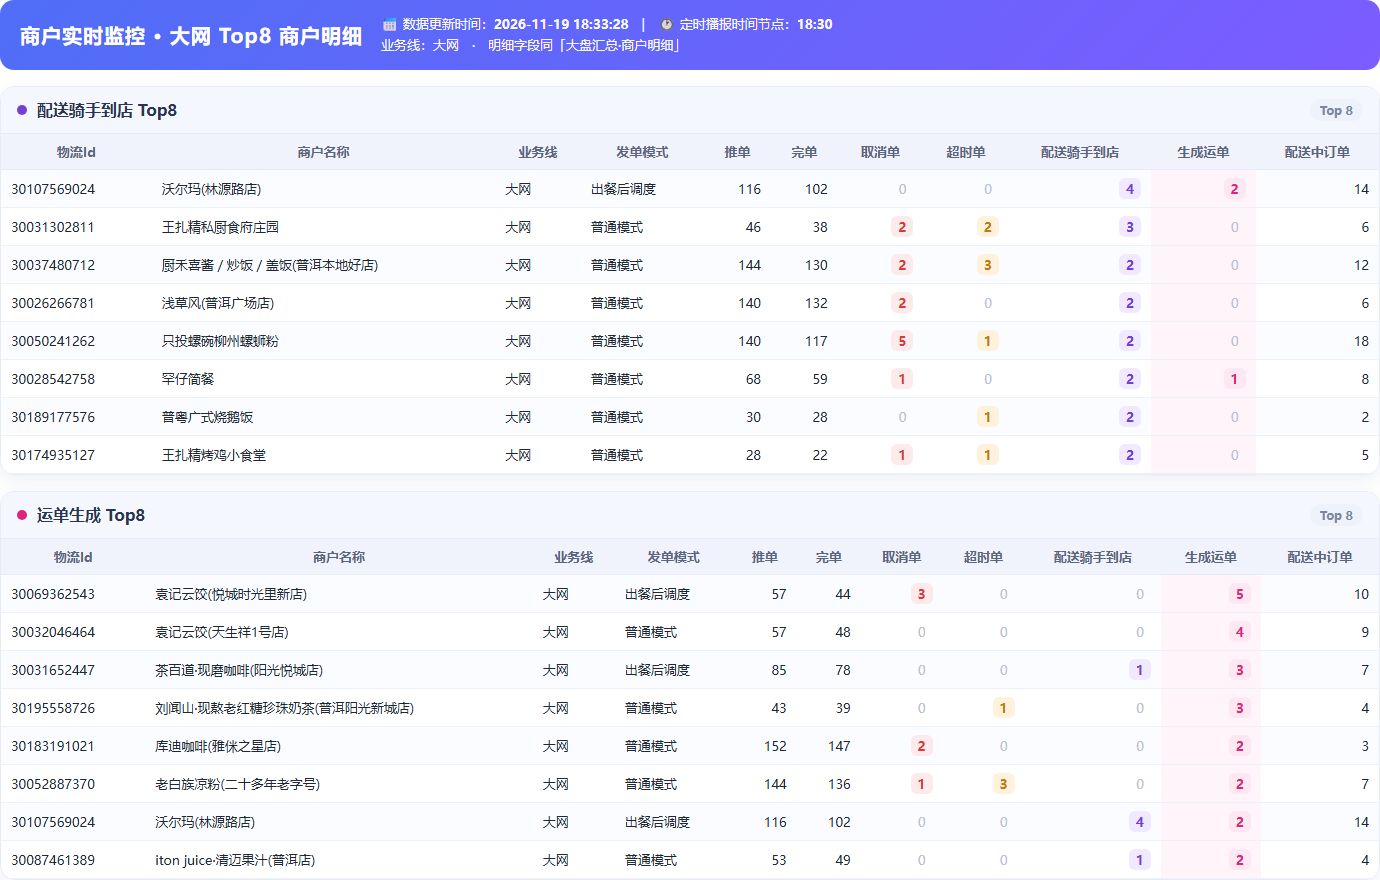 商户实时监控 • 大网 Top8 商户明细
数据更新时间：2026-11-19 18:33:28 | 定时播报时间节点：18:30
业务线：大网 · 明细字段同「大盘汇总·商户明细」
配送骑手到店 Top8 Top 8
物流Id 商户名称 业务线 发单模式 推单 完单 取消单 超时单 配送骑手到店 生成运单 配送中订单
30107569024 沃尔玛(林源路店) 大网 出餐后调度 116 102 0 0 4 2 14
30031302811 王扎精私厨食府庄园 大网 普通模式 46 38 2 2 3 0 6
30037480712 厨禾喜酱 / 炒饭 / 盖饭(普洱本地好店) 大网 普通模式 144 130 2 3 2 0 12
30026266781 浅草风(普洱广场店) 大网 普通模式 140 132 2 0 2 0 6
30050241262 只投螺碗柳州螺蛳粉 大网 普通模式 140 117 5 1 2 0 18
30028542758 罕仔简餐 大网 普通模式 68 59 1 0 2 1 8
30189177576 普粤广式烧鹅饭 大网 普通模式 30 28 0 1 2 0 2
30174935127 王扎精烤鸡小食堂 大网 普通模式 28 22 1 1 2 0 5
运单生成 Top8 Top 8
物流Id 商户名称 业务线 发单模式 推单 完单 取消单 超时单 配送骑手到店 生成运单 配送中订单
30069362543 袁记云饺(悦城时光里新店) 大网 出餐后调度 57 44 3 0 0 5 10
30032046464 袁记云饺(天生祥1号店) 大网 普通模式 57 48 0 0 0 4 9
30031652447 茶百道·现磨咖啡(阳光悦城店) 大网 出餐后调度 85 78 0 0 1 3 7
30195558726 刘闻山·现熬老红糖珍珠奶茶(普洱阳光新城店) 大网 普通模式 43 39 0 1 0 3 4
30183191021 库迪咖啡(雅侎之星店) 大网 普通模式 152 147 2 0 0 2 3
30052887370 老白族凉粉(二十多年老字号) 大网 普通模式 144 136 1 3 0 2 7
30107569024 沃尔玛(林源路店) 大网 出餐后调度 116 102 0 0 4 2 14
30087461389 iton juice·清迈果汁(普洱店) 大网 普通模式 53 49 0 0 1 2 4